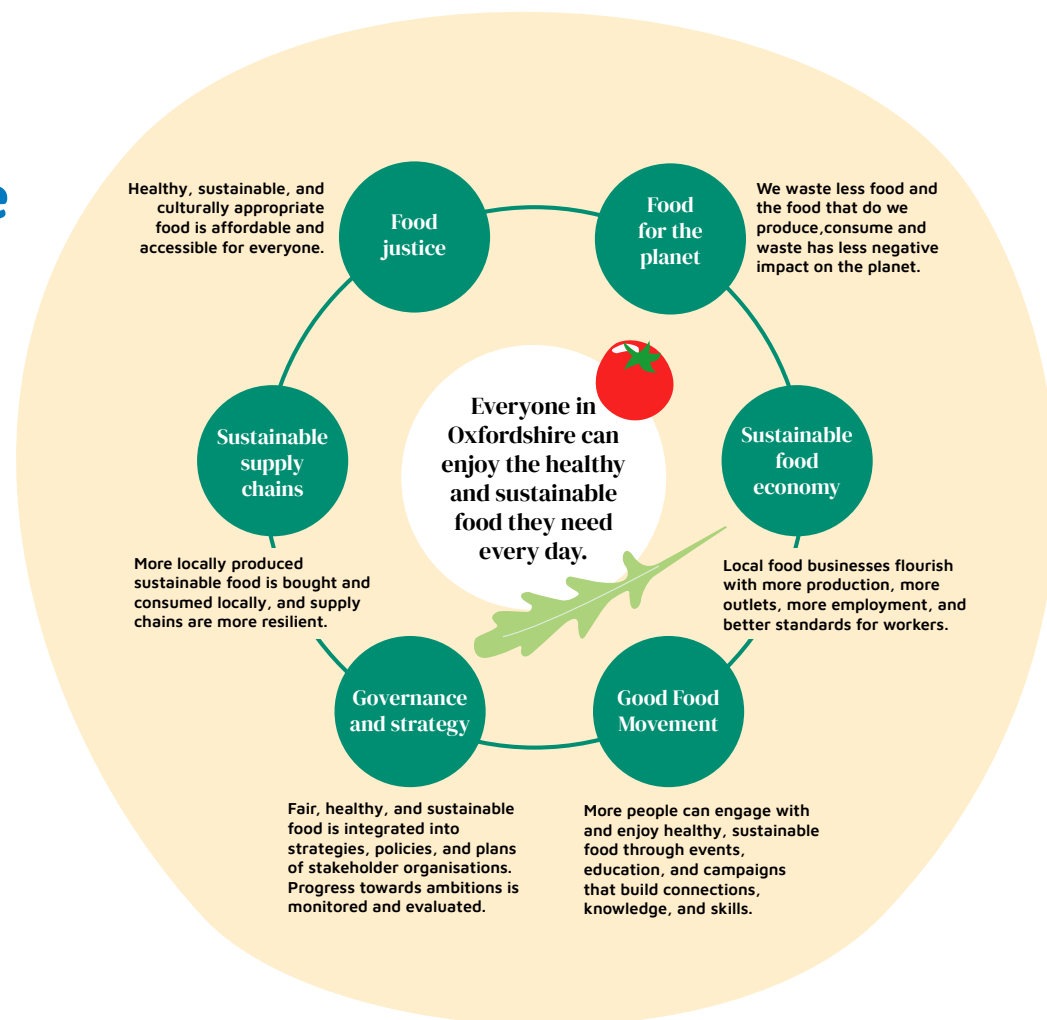 e
Healthy, sustainable, and
culturally appropriate
food is affordable and
accessible for everyone.
Food
justice
Food
for the
planet
We waste less food and
the food that do we
produce,consume and
waste has less negative
impact on the planet.
Everyone in
Oxfordshire can
enjoy the healthy
and sustainable
food they need
every day.
Sustainable
supply
chains
Sustainable
food
economy
More locally produced
sustainable food is bought and
consumed locally, and supply
chains are more resilient.
Local food businesses flourish
with more production, more
outlets, more employment, and
better standards for workers.
Governance
and strategy
Good Food
Movement
Fair, healthy, and sustainable
food is integrated into
strategies, policies, and plans
of stakeholder organisations.
Progress towards ambitions is
monitored and evaluated.
More people can engage with
and enjoy healthy, sustainable
food through events,
education, and campaigns
that build connections,
knowledge, and skills.